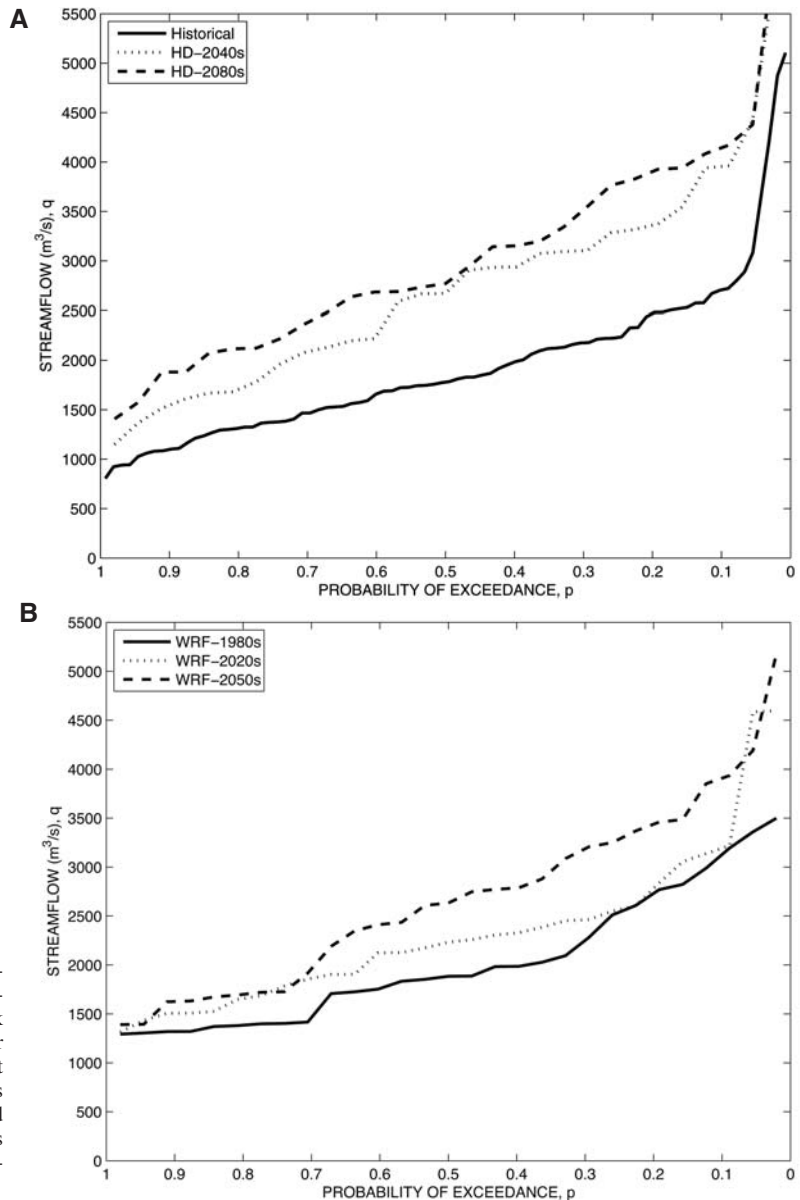 A
Historical
HD-2040s
HD-2080s
5500
5000
4500
4000
3500
3000
2500
2000
1500
1000
500
0
STREAMFLOW (m³/s), q
1 0.9 0.8 0.7 0.6 0.5 0.4 0.3 0.2 0.1 0
PROBABILITY OF EXCEEDANCE, p
B
WRF-1980s
WRF-2020s
WRF-2050s
5500
5000
4500
4000
3500
3000
2500
2000
1500
1000
500
0
STREAMFLOW (m³/s), q
1 0.9 0.8 0.7 0.6 0.5 0.4 0.3 0.2 0.1 0
PROBABILITY OF EXCEEDANCE, p